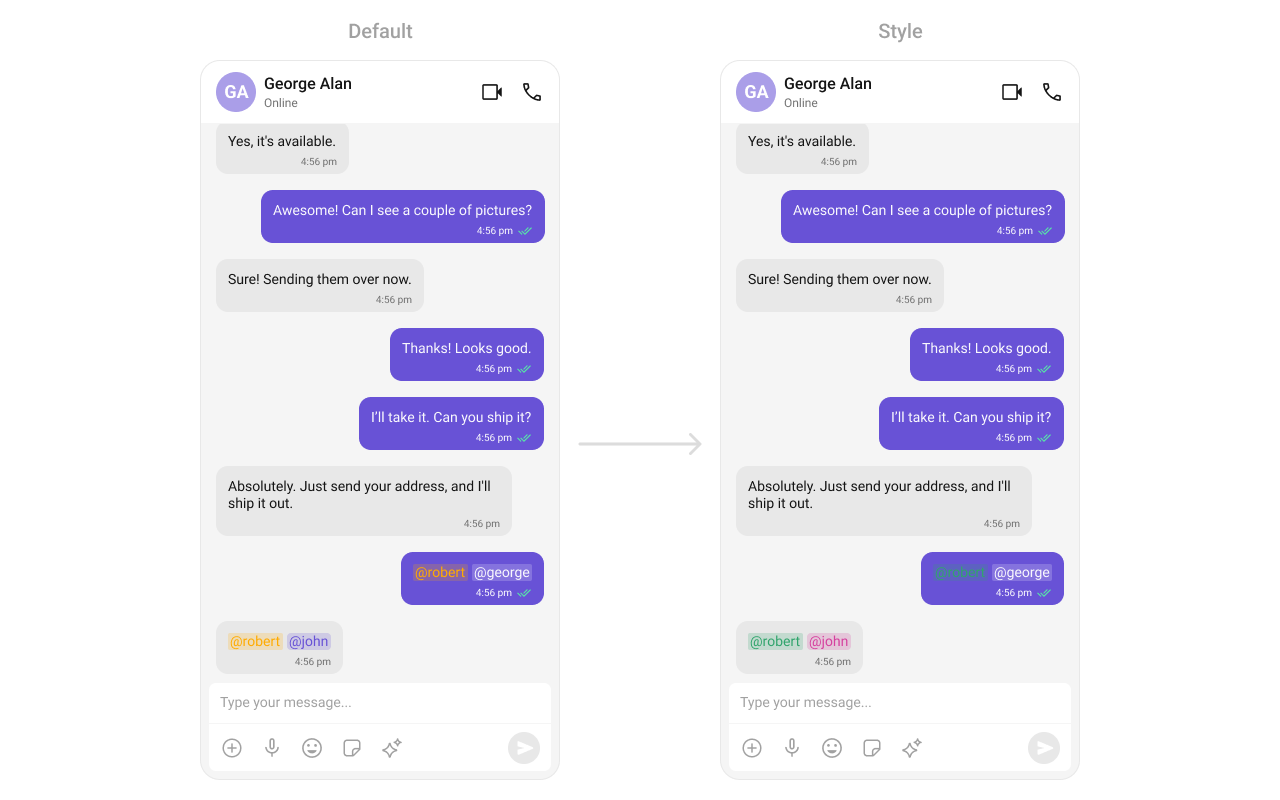 Default
GA
George Alan
Online
Yes, it's available.
4:56 pm
Awesome! Can I see a couple of pictures?
4:56 pm
Sure! Sending them over now.
4:56 pm
Thanks! Looks good.
4:56 pm
I'll take it. Can you ship it?
4:56 pm
Absolutely. Just send your address, and I'll
ship it out.
4:56 pm
@robert @george
4:56 pm
@robert @john
4:56 pm
Type your message...
Style
GA
George Alan
Online
Yes, it's available.
4:56 pm
Awesome! Can I see a couple of pictures?
4:56 pm
Sure! Sending them over now.
4:56 pm
Thanks! Looks good.
4:56 pm
I'll take it. Can you ship it?
4:56 pm
Absolutely. Just send your address, and I'll
ship it out.
4:56 pm
@robert @george
4:56 pm
@robert @john
4:56 pm
Type your message...